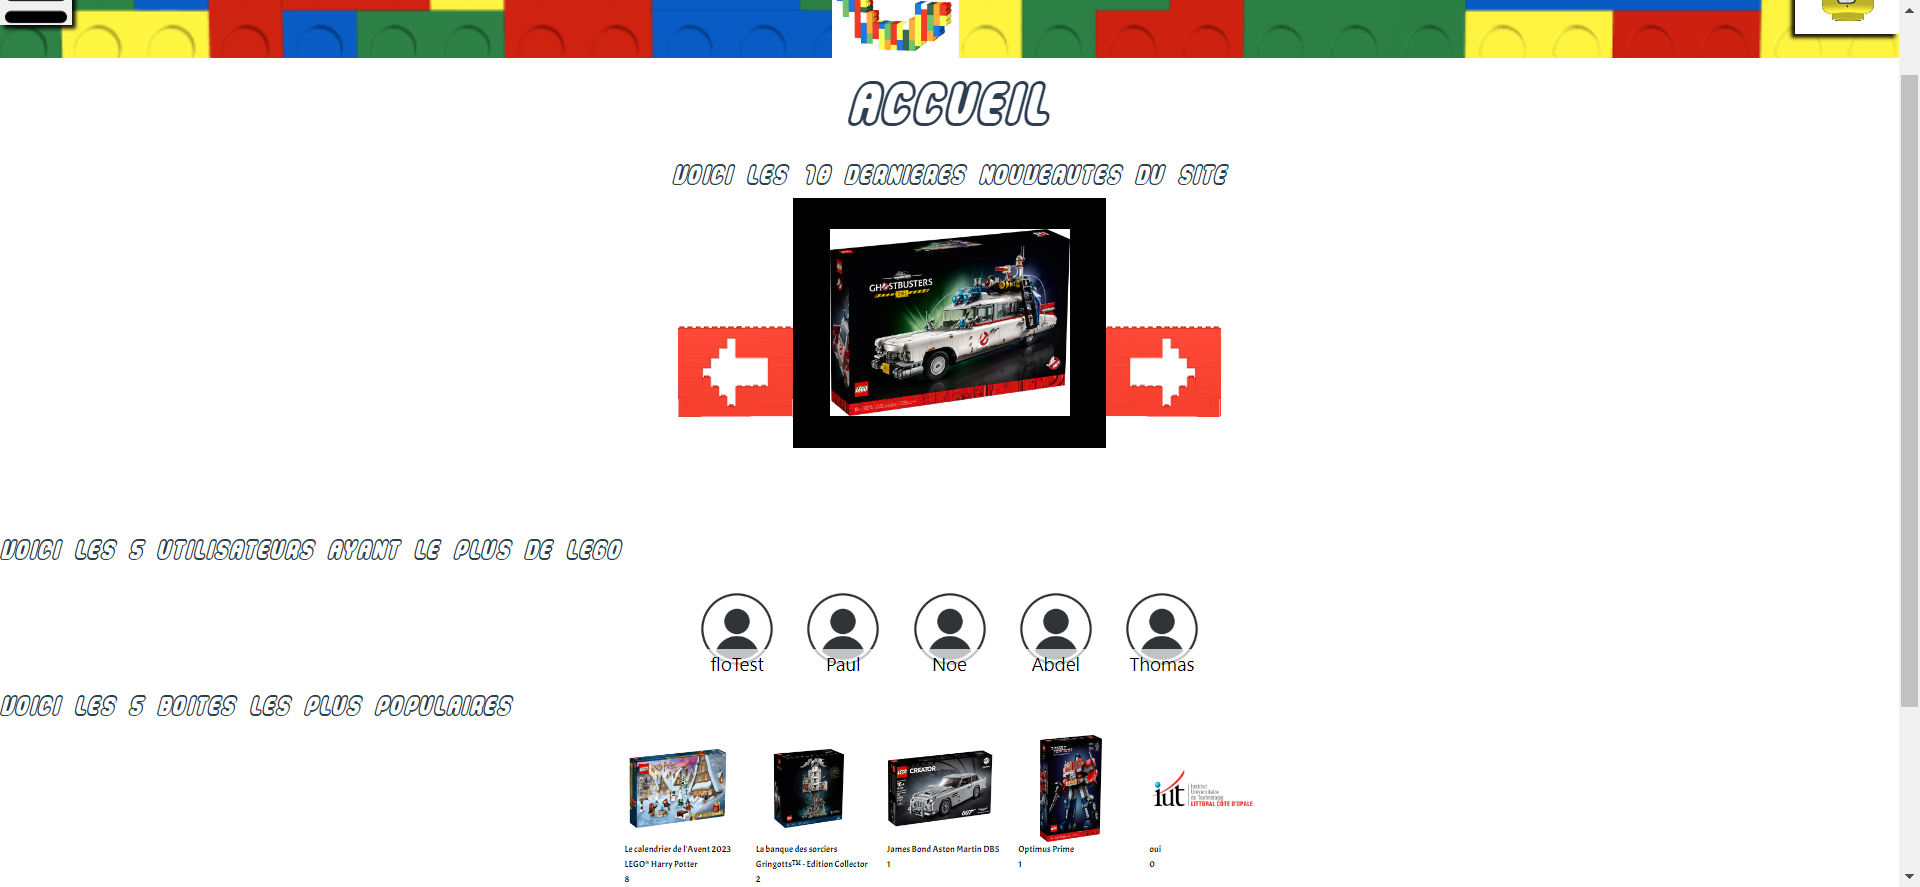 ACCUEIL
VOICI LES 10 DERNIERES NOUVEAUTES DU SITE
GHOSTBUSTERS
LEGO
VOICI LES 5 UTILISATEURS AYANT LE PLUS DE LEGO
floTest Paul Noe Abdel Thomas
VOICI LES 5 BOITES LES PLUS POPULAIRES
CREATOR
007
iut
Institut
Universitaire
de Technologie
LITTORAL CÔTE D'OPALE
Le calendrier de l'Avent 2023
LEGO® Harry Potter
8
La banque des sorciers
Gringotts™ - Edition Collector
2
James Bond Aston Martin DB5
1
Optimus Prime
1
oui
0